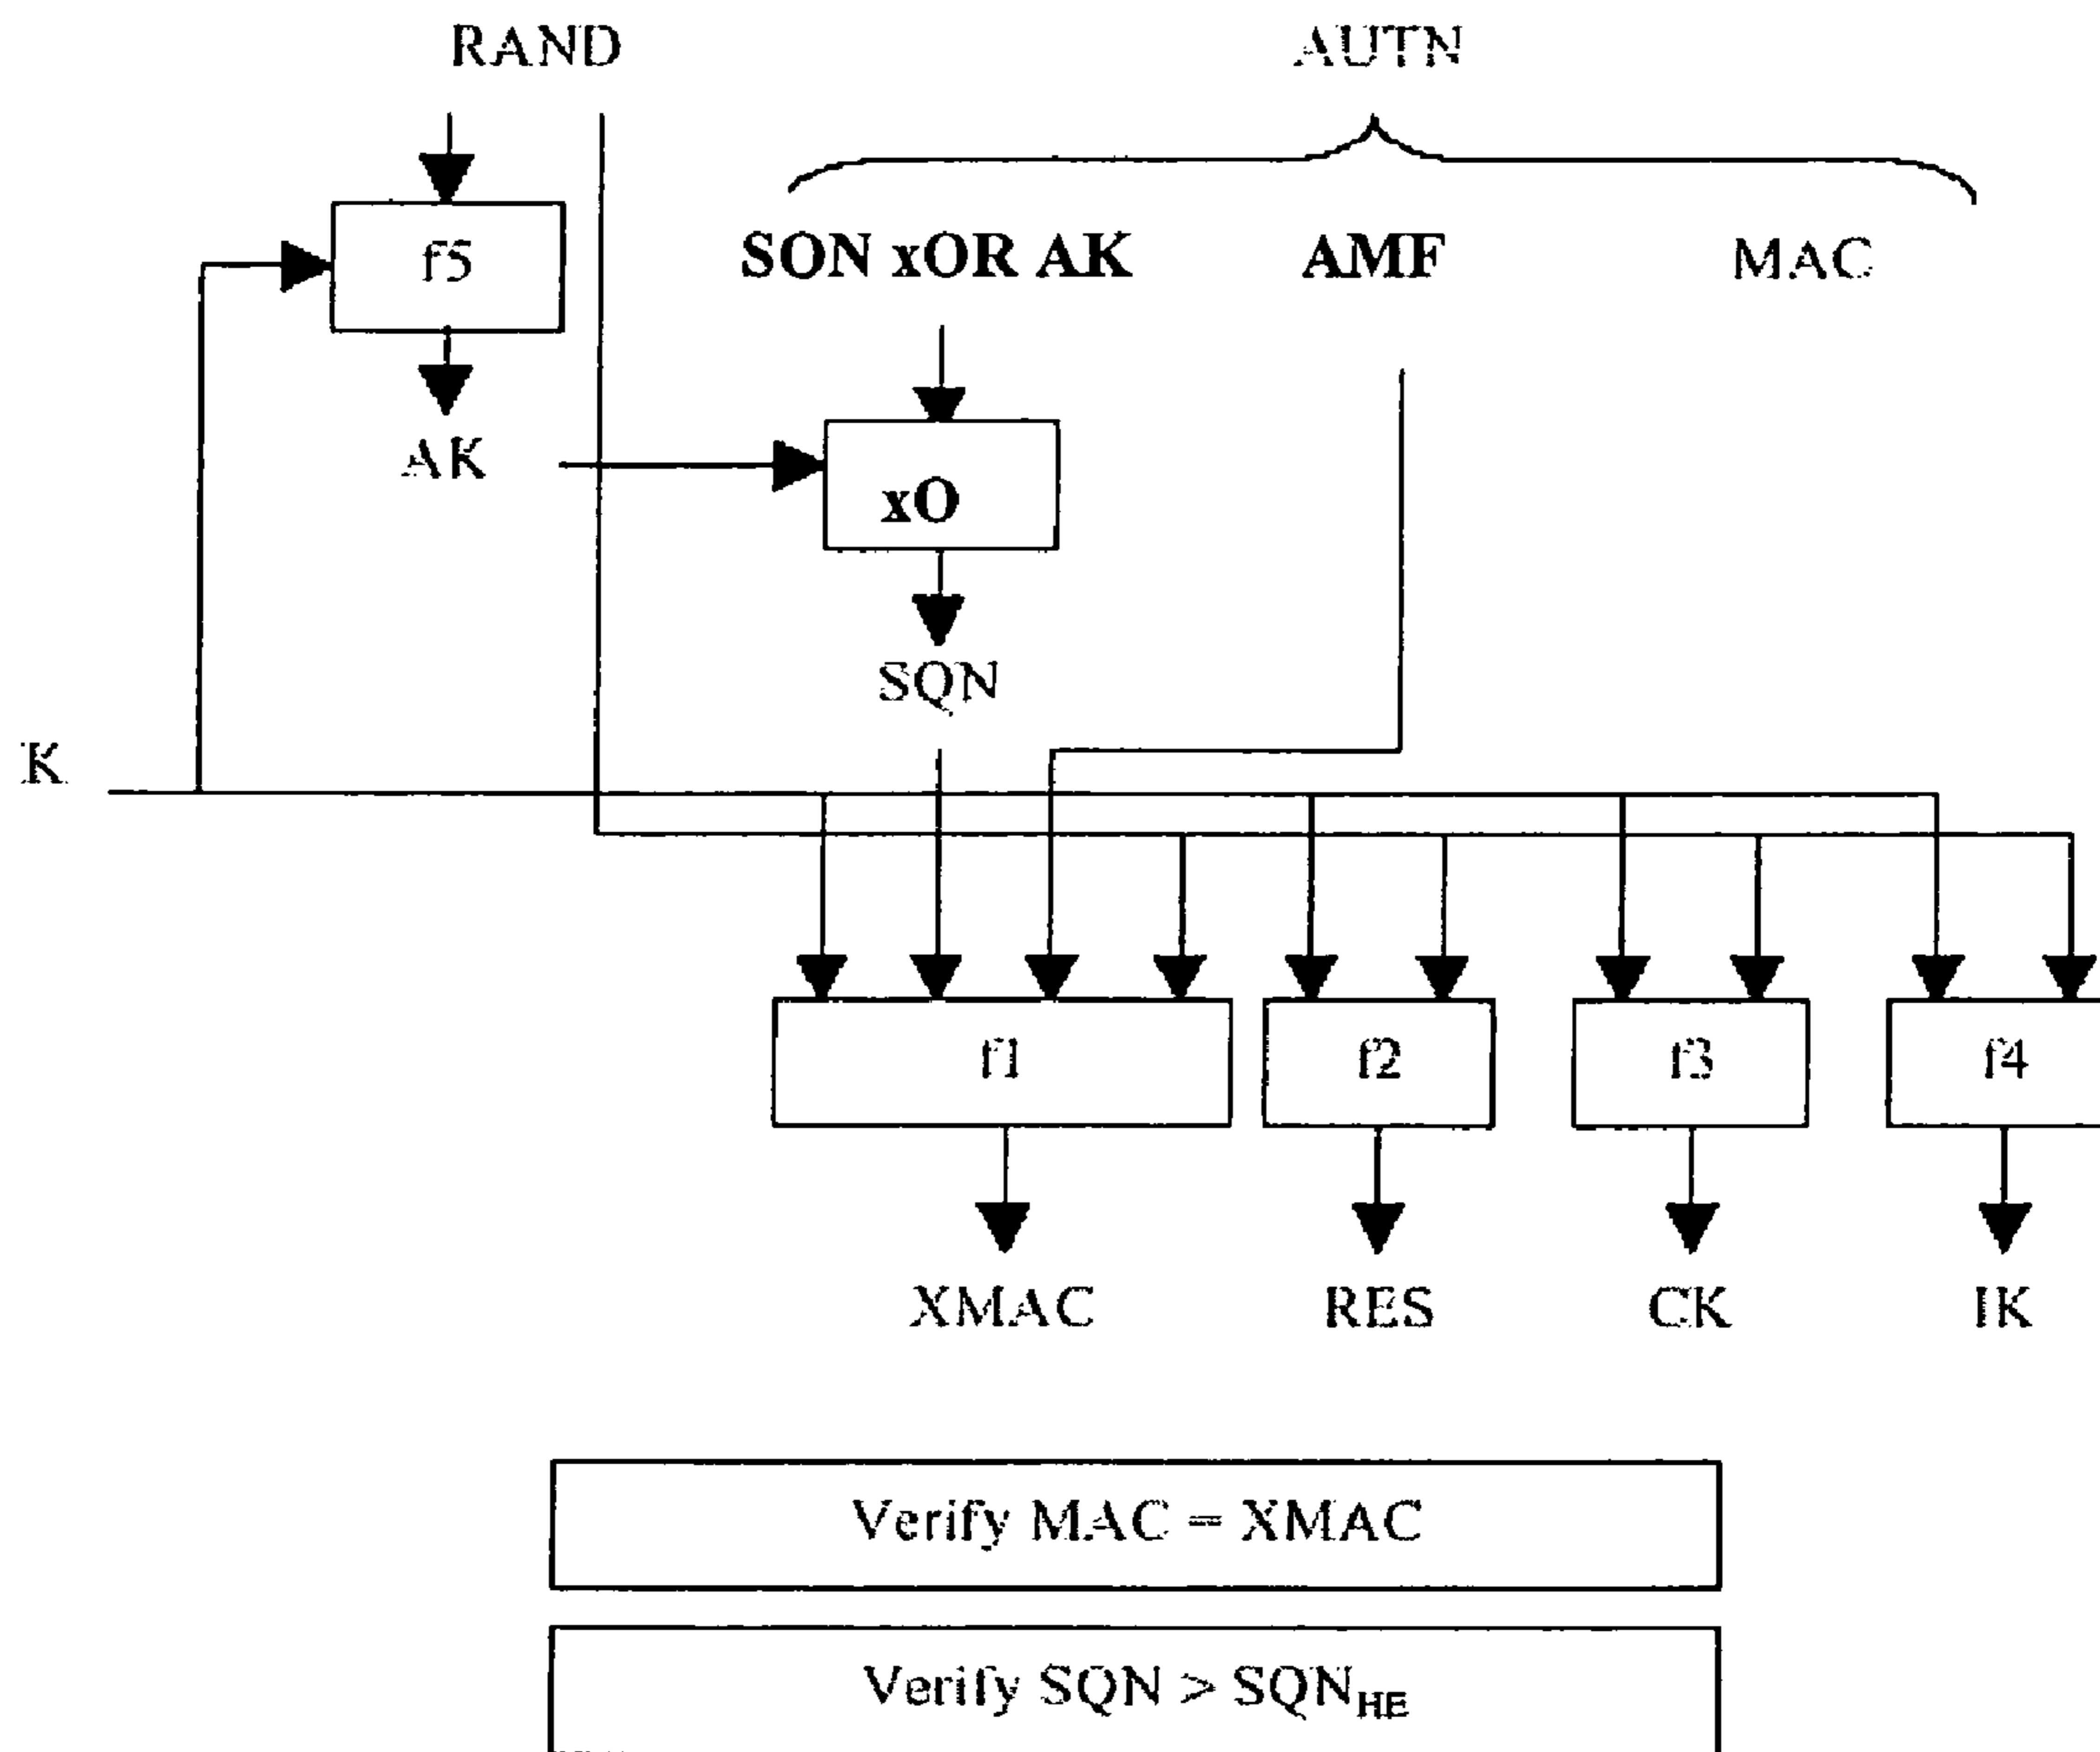 RAND
AUTN
f5
SON xOR AK
AMF
MAC
AK
xO
SQN
K
f1
f2
f3
f4
XMAC
RES
CK
IK
Verify MAC = XMAC
Verify SQN > SQNHE